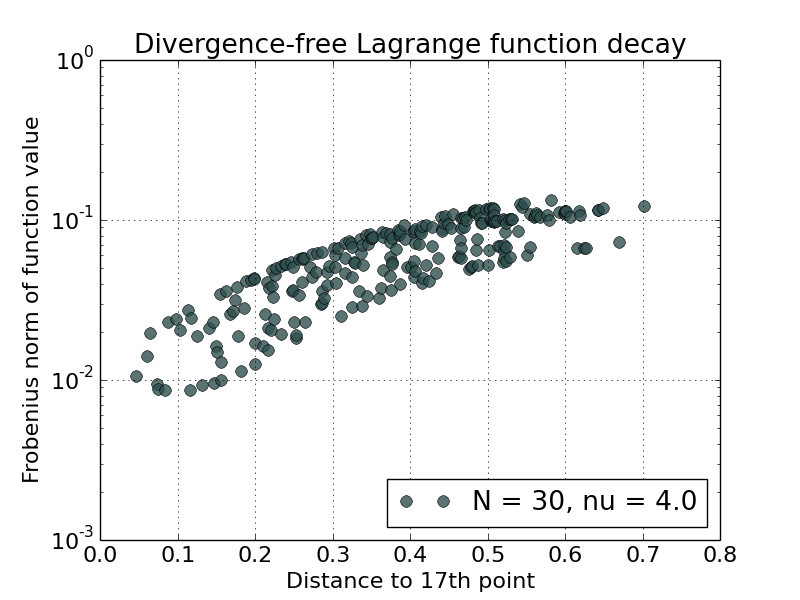 Divergence-free Lagrange function decay
Frobenius norm of function value
10^0
10^-1
10^-2
10^-3
N = 30, nu = 4.0
0.0 0.1 0.2 0.3 0.4 0.5 0.6 0.7 0.8
Distance to 17th point